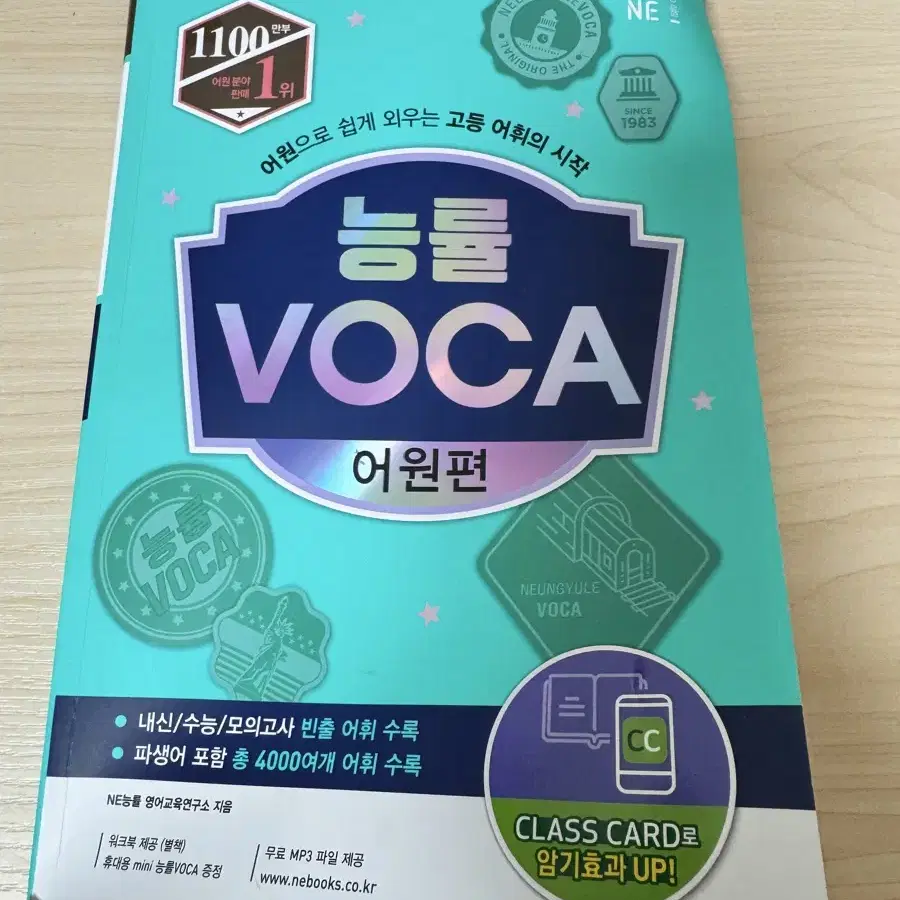 1100만부
어원 분야
판매 1위
THE ORIGINAL
NE
SINCE
1983
어원으로 쉽게 외우는 고등 어휘의 시작
능률
VOCA
어원편
능률
VOCA
NEUNGYULE
VOCA
• 내신/수능/모의고사 빈출 어휘 수록
• 파생어 포함 총 4000여개 어휘 수록
CC
CLASS CARD로
암기효과 UP!
NE능률 영어교육연구소 지음
워크북 제공 (별책)
휴대용 mini 능률VOCA 증정
무료 MP3 파일 제공
www.nebooks.co.kr